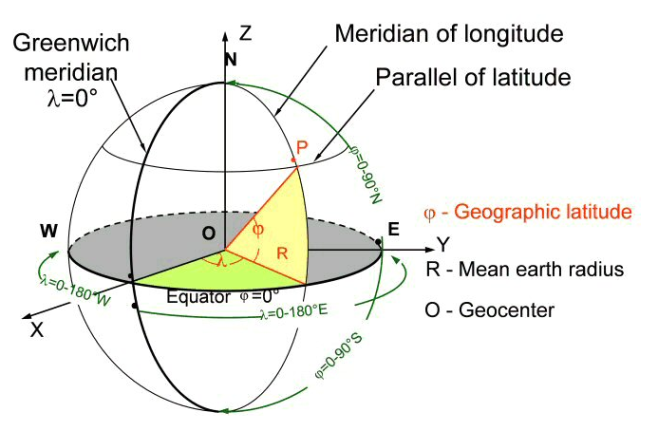 Greenwich
meridian
λ=0°
Z
N
Meridian of longitude
Parallel of latitude
P
φ=0-90°N
W
O
φ
E
Y
φ - Geographic latitude
R
λ
R - Mean earth radius
λ=0-180°W
Equator φ=0°
λ=0-180°E
O - Geocenter
X
φ=0-90°S